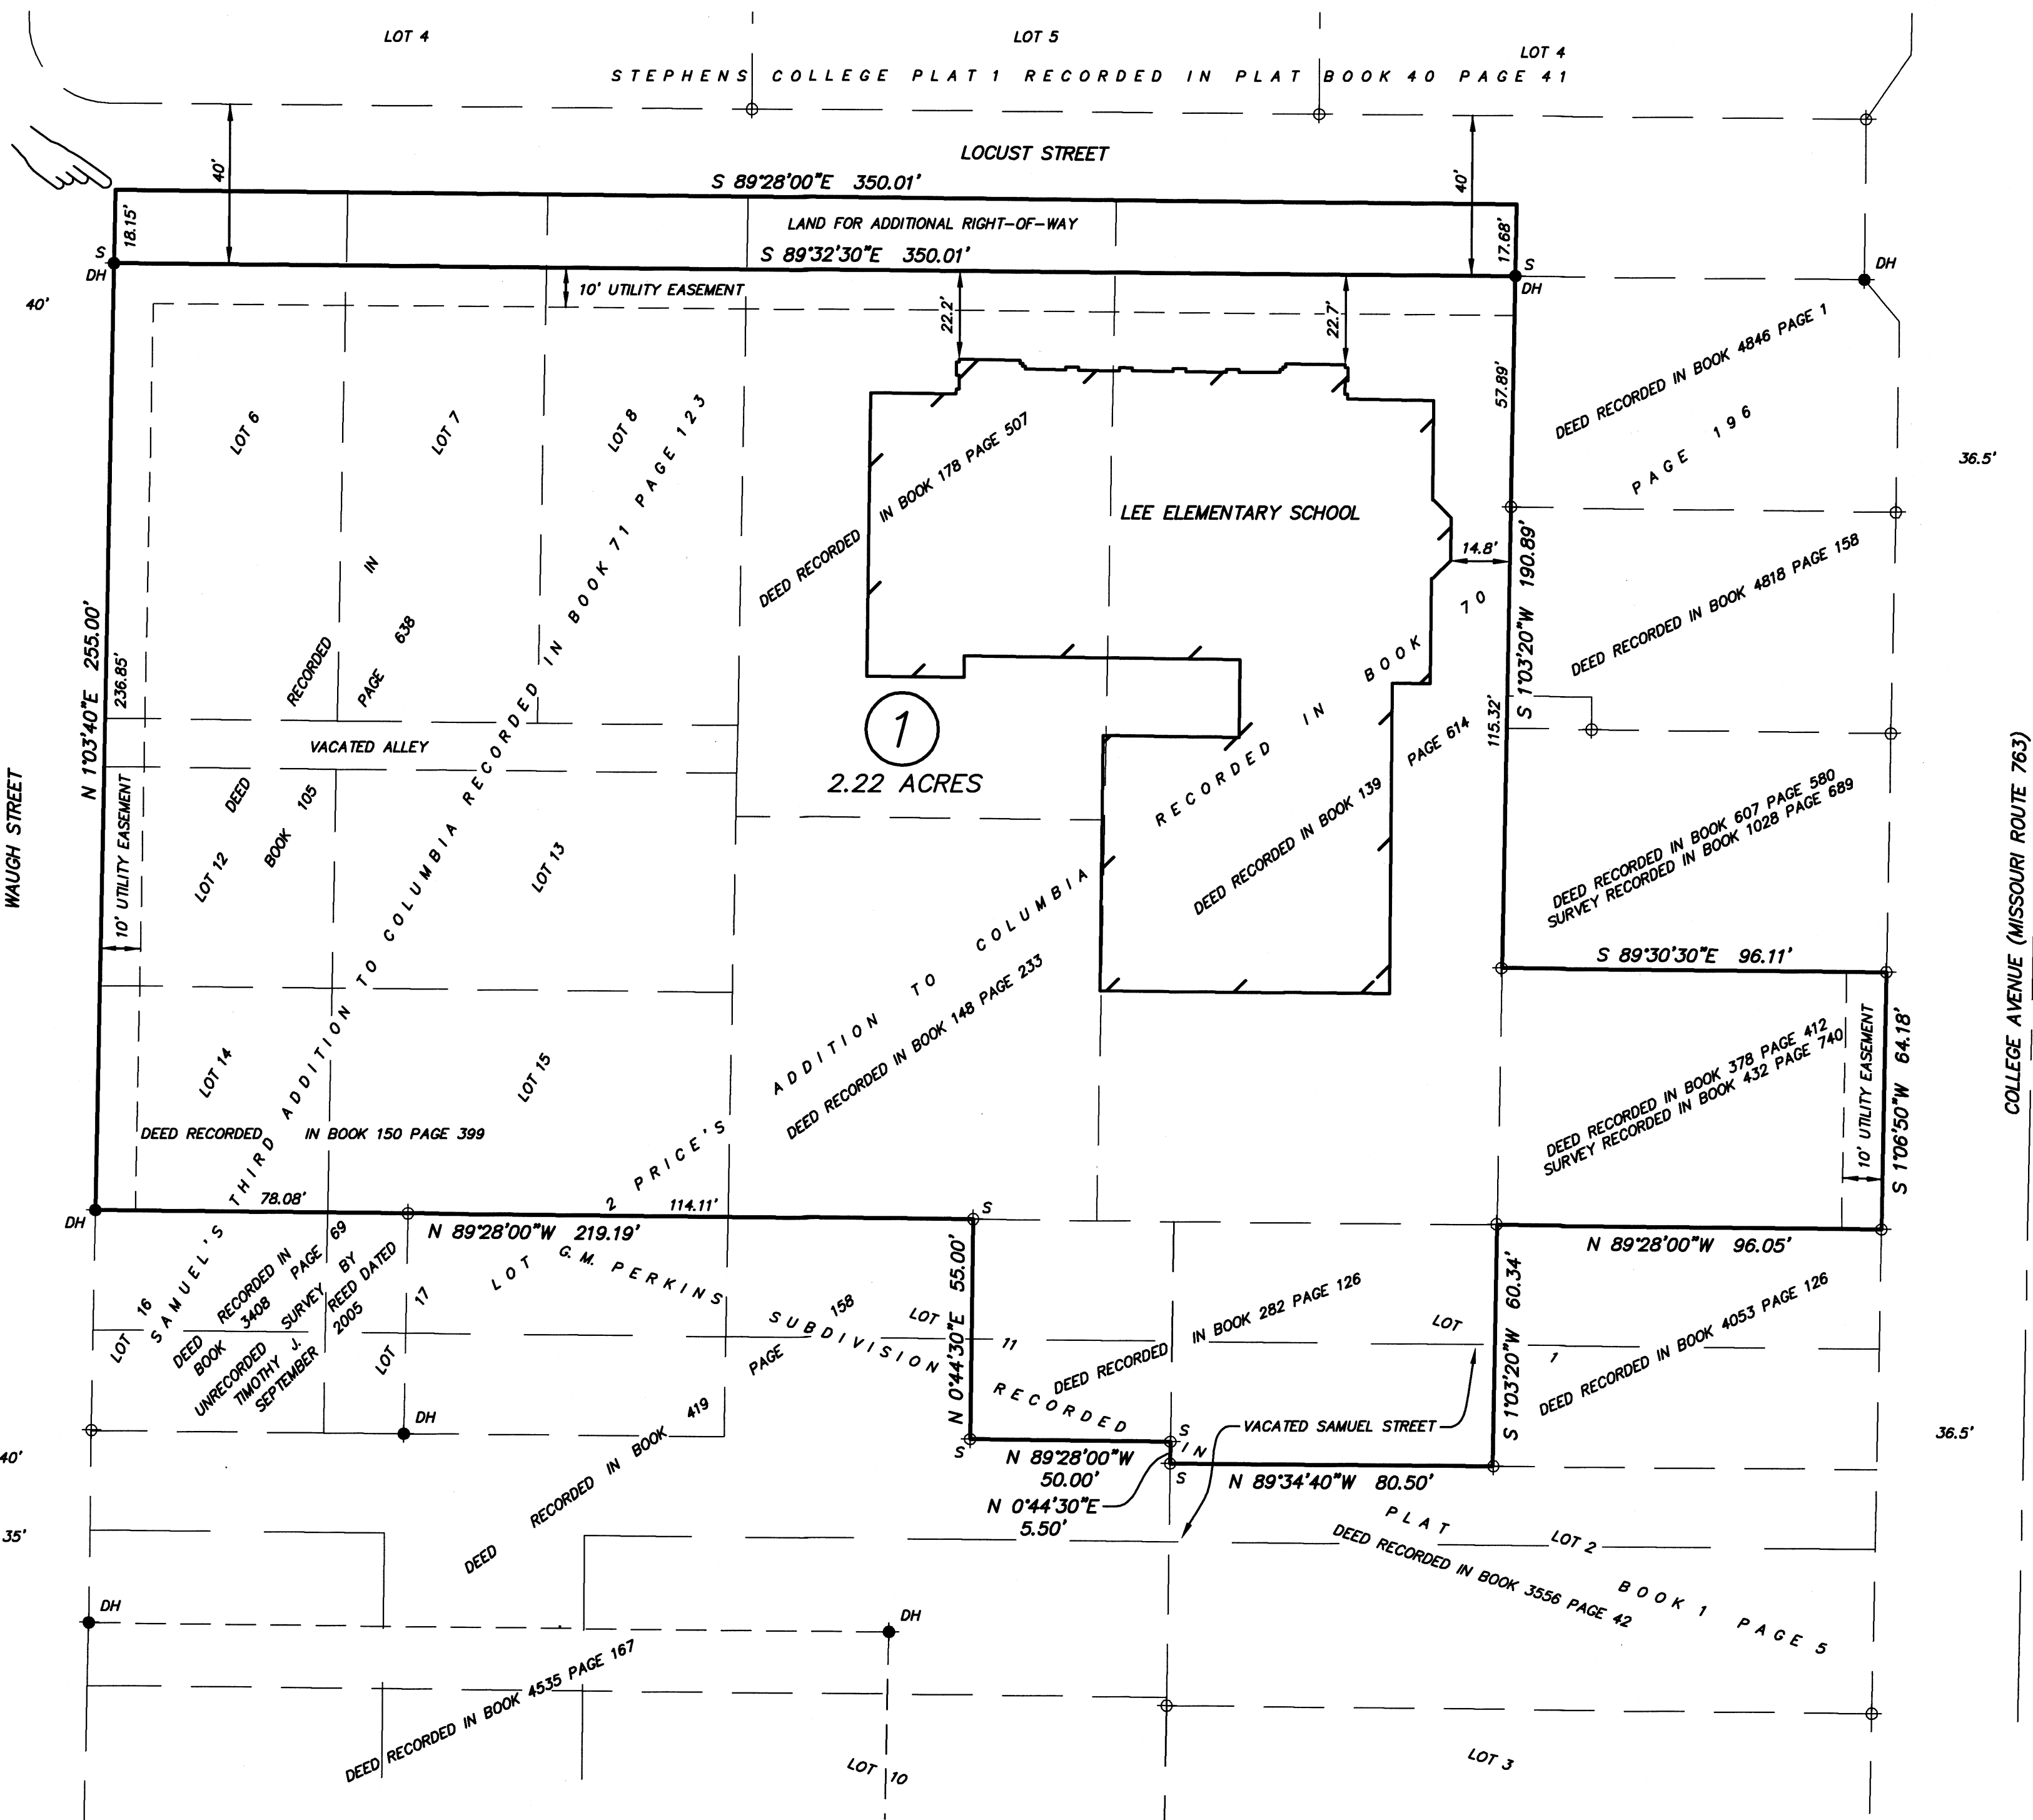 LOT 4
LOT 5
LOT 4
STEPHENS COLLEGE PLAT 1 RECORDED IN PLAT BOOK 40 PAGE 41
LOCUST STREET
40'
40'
S 89°28'00"E 350.01'
18.15'
LAND FOR ADDITIONAL RIGHT-OF-WAY
17.68'
S 89°32'30"E 350.01'
S
DH
S
DH
DH
40'
10' UTILITY EASEMENT
22.2'
22.7'
57.89'
DEED RECORDED IN BOOK 4846 PAGE 1
PAGE 196
36.5'
LOT 6
LOT 7
LOT 8
DEED RECORDED IN BOOK 178 PAGE 507
LEE ELEMENTARY SCHOOL
14.8'
S 1°03'20"W 190.89'
DEED RECORDED IN BOOK 4818 PAGE 158
N 1°03'40"E 255.00'
236.85'
DEED RECORDED IN
BOOK 105 PAGE 638
SAMUEL'S THIRD ADDITION TO COLUMBIA RECORDED IN BOOK 71 PAGE 123
VACATED ALLEY
1
2.22 ACRES
115.32'
WAUGH STREET
10' UTILITY EASEMENT
LOT 12
LOT 13
2 PRICE'S ADDITION TO COLUMBIA RECORDED IN BOOK 70
DEED RECORDED IN BOOK 139 PAGE 614
DEED RECORDED IN BOOK 607 PAGE 580
SURVEY RECORDED IN BOOK 1028 PAGE 689
COLLEGE AVENUE (MISSOURI ROUTE 763)
S 89°30'30"E 96.11'
DEED RECORDED IN BOOK 148 PAGE 233
LOT 14
LOT 15
DEED RECORDED IN BOOK 150 PAGE 399
DEED RECORDED IN BOOK 378 PAGE 412
SURVEY RECORDED IN BOOK 432 PAGE 740
10' UTILITY EASEMENT
S 1°06'50"W 64.18'
78.08'
114.11'
DH
S
N 89°28'00"W 219.19'
N 89°28'00"W 96.05'
LOT 16
DEED RECORDED IN
BOOK 3408 PAGE 69
UNRECORDED SURVEY BY
TIMOTHY J. REED DATED
SEPTEMBER 2005
LOT 17
LOT
G.M. PERKINS SUBDIVISION RECORDED IN PLAT BOOK 1 PAGE 5
N 0°44'30"E 55.00'
LOT 11
DEED RECORDED IN BOOK 282 PAGE 126
LOT 1
S 1°03'20"W 60.34'
DEED RECORDED IN BOOK 4053 PAGE 126
DEED RECORDED IN BOOK 419 PAGE 158
DH
VACATED SAMUEL STREET
S
S
S
N 89°28'00"W
50.00'
N 0°44'30"E
5.50'
N 89°34'40"W 80.50'
36.5'
40'
35'
LOT 2
DEED RECORDED IN BOOK 3556 PAGE 42
DH
DH
DEED RECORDED IN BOOK 4535 PAGE 167
LOT 10
LOT 3